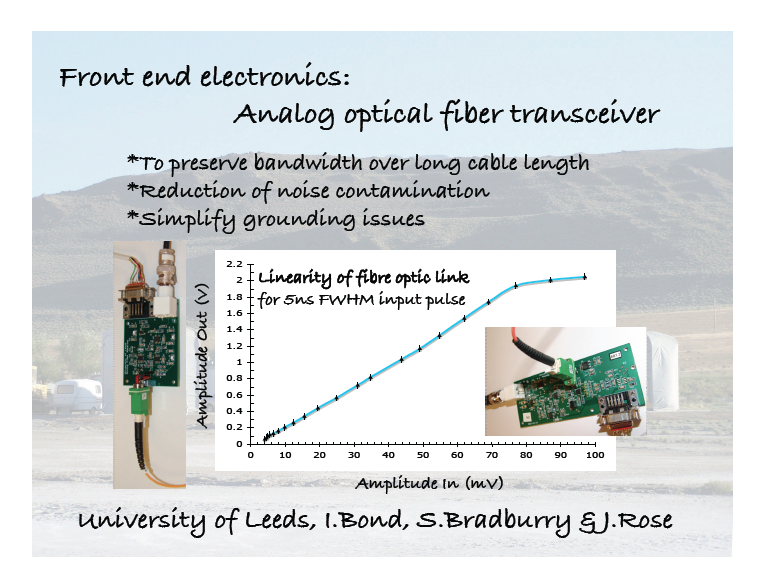 Front end electronics:
Analog optical fiber transceiver
*To preserve bandwidth over long cable length
*Reduction of noise contamination
*Simplify grounding issues
Linearity of fibre optic link
for 5ns FWHM input pulse
Amplitude Out (V)
2.2
2
1.8
1.6
1.4
1.2
1
0.8
0.6
0.4
0.2
0
0 10 20 30 40 50 60 70 80 90 100
Amplitude In (mV)
University of Leeds, I.Bond, S.Bradburry & J.Rose